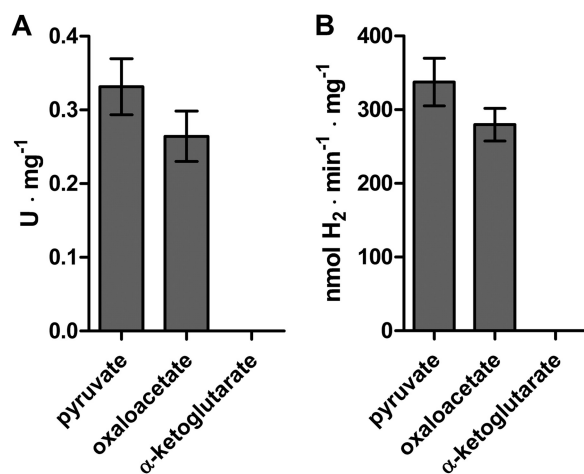 A
U · mg⁻¹
0.4
0.3
0.2
0.1
0.0
pyruvate
oxaloacetate
α-ketoglutarate
B
nmol H₂ · min⁻¹ · mg⁻¹
400
300
200
100
0
pyruvate
oxaloacetate
α-ketoglutarate